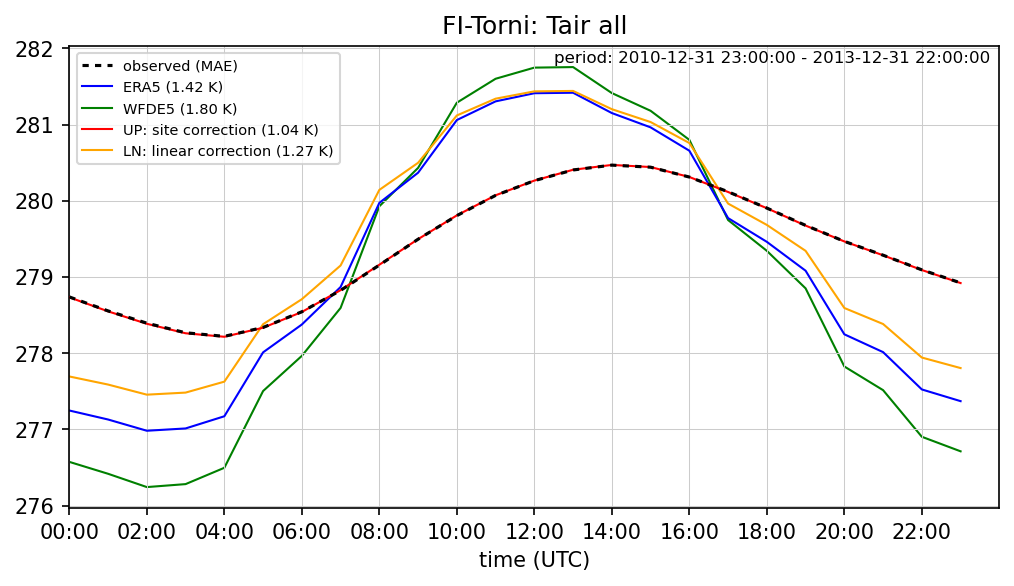 FI-Torni: Tair all
period: 2010-12-31 23:00:00 - 2013-12-31 22:00:00
observed (MAE)
ERA5 (1.42 K)
WFDE5 (1.80 K)
UP: site correction (1.04 K)
LN: linear correction (1.27 K)
282
281
280
279
278
277
276
00:00 02:00 04:00 06:00 08:00 10:00 12:00 14:00 16:00 18:00 20:00 22:00
time (UTC)